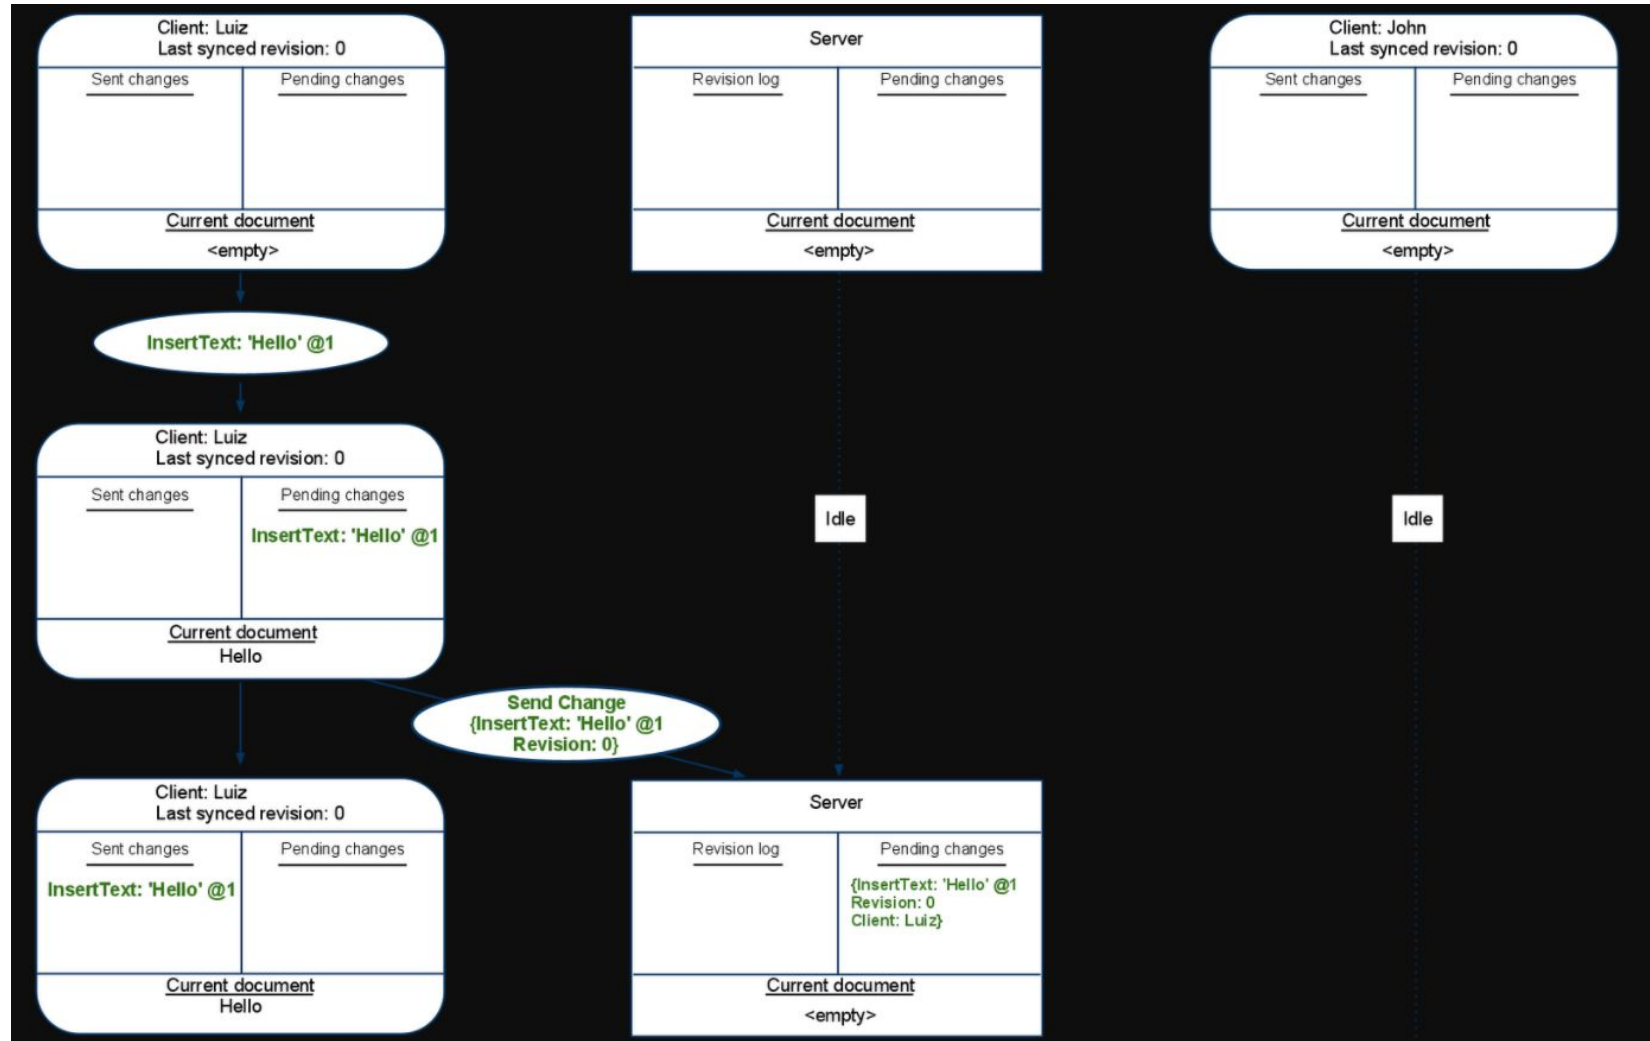 Client: Luiz
Last synced revision: 0
Sent changes
Pending changes
Current document
<empty>
Server
Revision log
Pending changes
Current document
<empty>
Client: John
Last synced revision: 0
Sent changes
Pending changes
Current document
<empty>
InsertText: 'Hello' @1
Client: Luiz
Last synced revision: 0
Sent changes
Pending changes
InsertText: 'Hello' @1
Current document
Hello
Idle
Idle
Send Change
{InsertText: 'Hello' @1
Revision: 0}
Client: Luiz
Last synced revision: 0
Sent changes
Pending changes
InsertText: 'Hello' @1
Current document
Hello
Server
Revision log
Pending changes
{InsertText: 'Hello' @1
Revision: 0
Client: Luiz}
Current document
<empty>